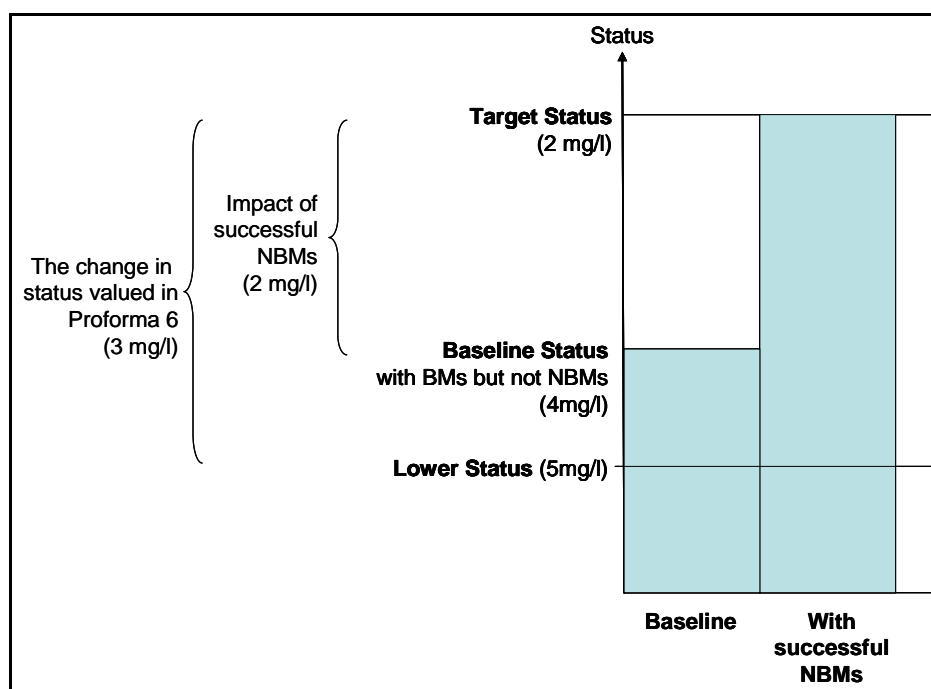 Status
Target Status
(2 mg/l)
Impact of
successful
NBMs
(2 mg/l)
The change in
status valued in
Proforma 6
(3 mg/l)
Baseline Status
with BMs but not NBMs
(4mg/l)
Lower Status (5mg/l)
Baseline
With
successful
NBMs